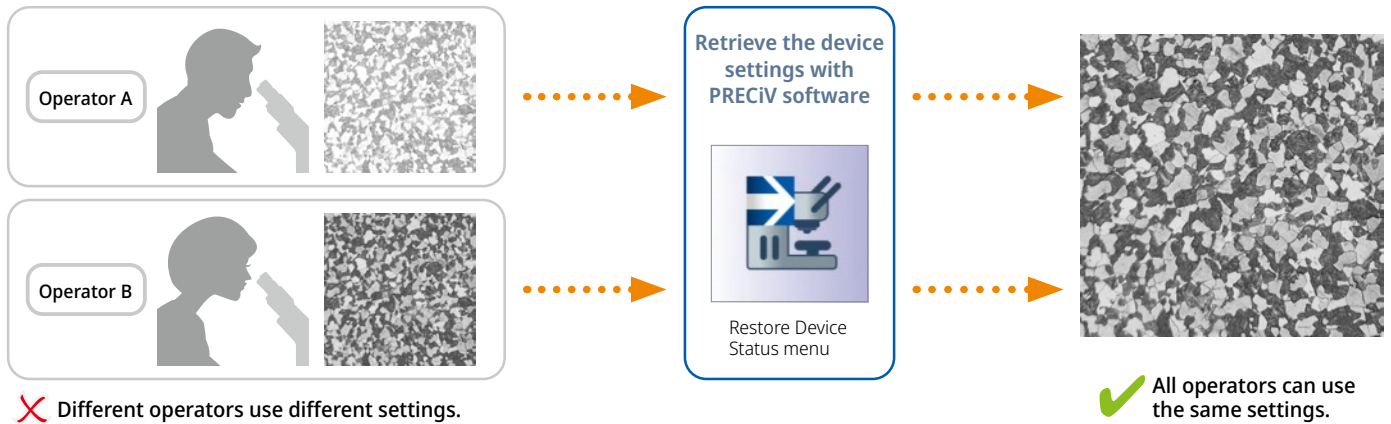 Operator A
Operator B
Different operators use different settings.
Retrieve the device
settings with
PRECiV software
Restore Device
Status menu
All operators can use
the same settings.